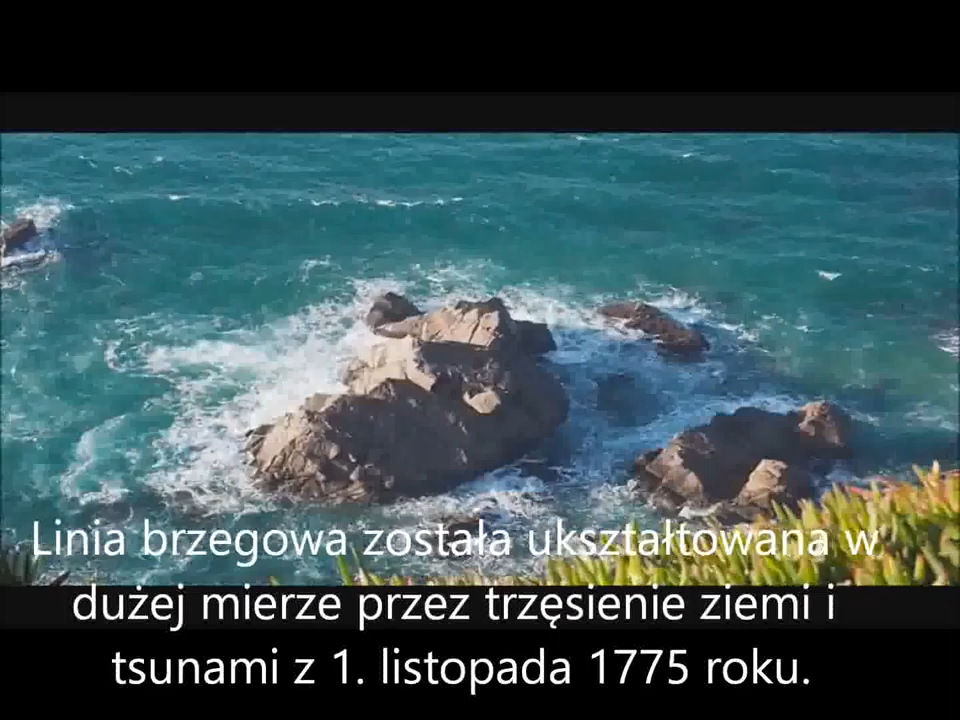 Linia brzegowa została ukształtowana w
dużej mierze przez trzęsienie ziemi i
tsunami z 1. listopada 1775 roku.